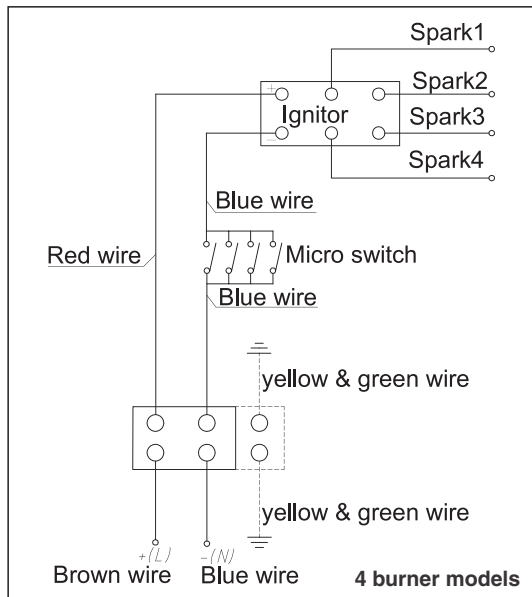 Spark1
Spark2
+
Ignitor
Spark3
−
Spark4
Blue wire
Red wire
Micro switch
Blue wire
yellow & green wire
yellow & green wire
+(L)
-(N)
Brown wire
Blue wire
4 burner models